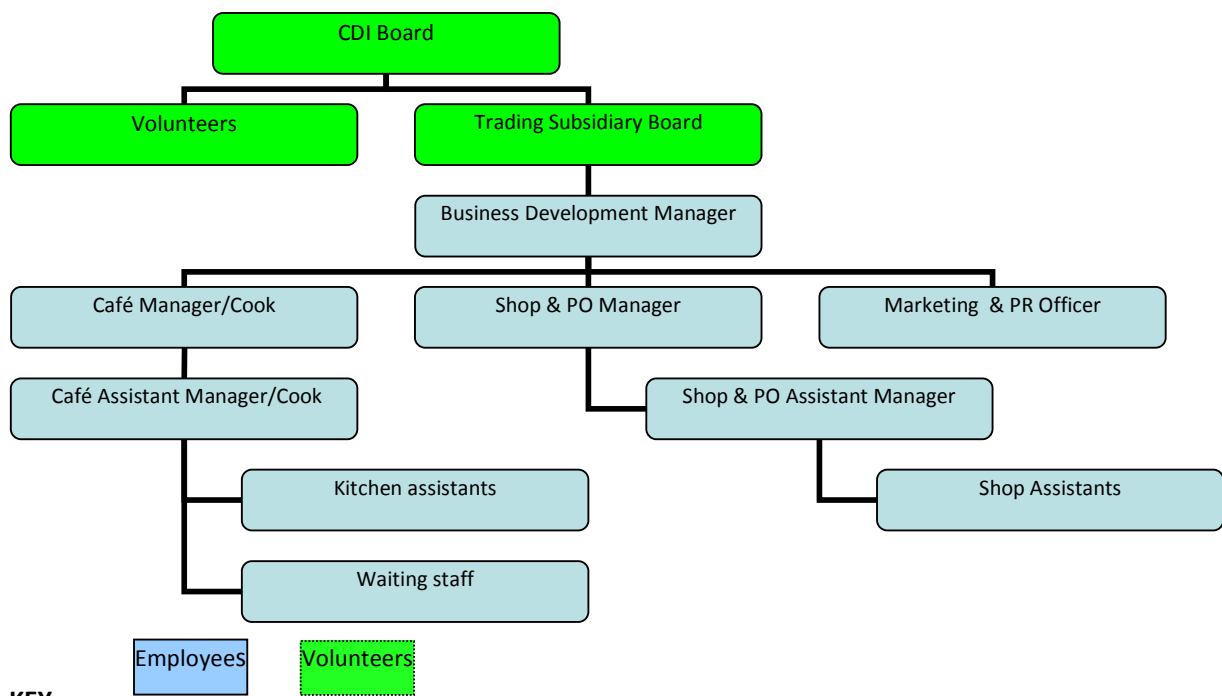 CDI Board
Volunteers
Trading Subsidiary Board
Business Development Manager
Café Manager/Cook
Shop & PO Manager
Marketing & PR Officer
Café Assistant Manager/Cook
Shop & PO Assistant Manager
Kitchen assistants
Shop Assistants
Waiting staff
Employees
Volunteers
KEY